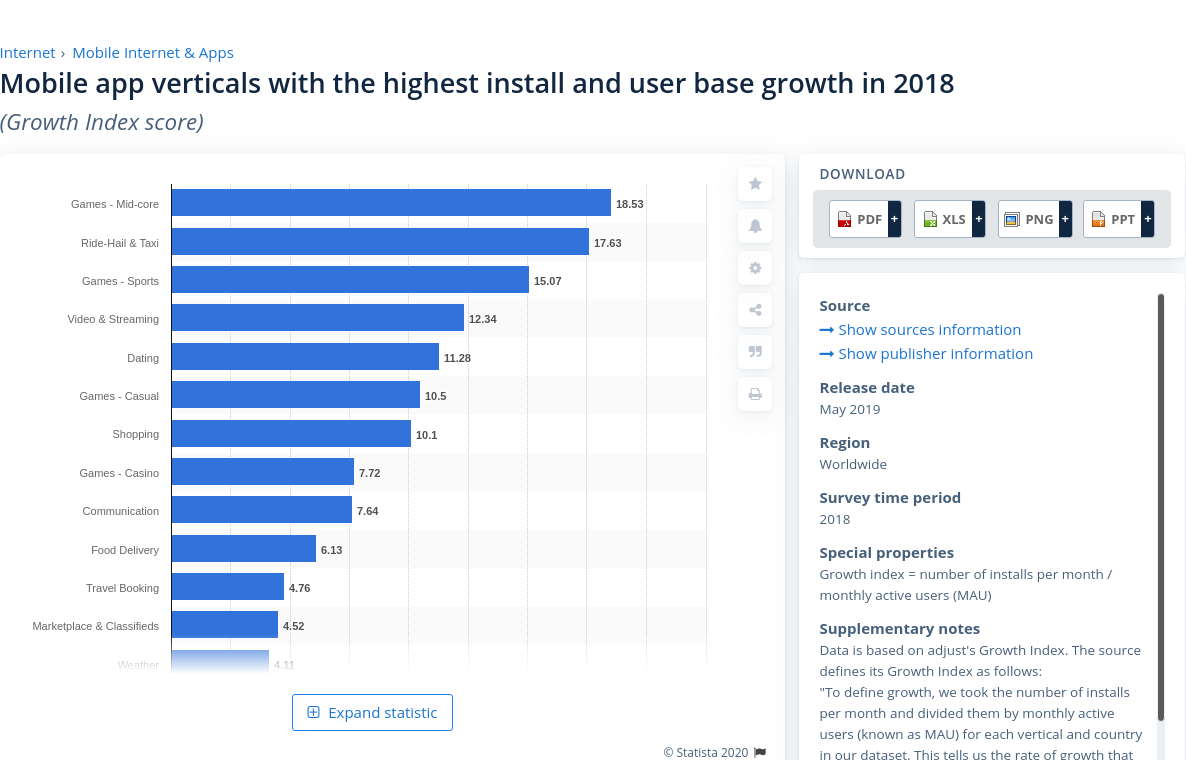 Internet › Mobile Internet & Apps
Mobile app verticals with the highest install and user base growth in 2018
(Growth Index score)
Games - Mid-core 18.53
Ride-Hail & Taxi 17.63
Games - Sports 15.07
Video & Streaming 12.34
Dating 11.28
Games - Casual 10.5
Shopping 10.1
Games - Casino 7.72
Communication 7.64
Food Delivery 6.13
Travel Booking 4.76
Marketplace & Classifieds 4.52
Weather 4.11
Expand statistic
© Statista 2020
DOWNLOAD
PDF + XLS + PNG + PPT +
Source
Show sources information
Show publisher information
Release date
May 2019
Region
Worldwide
Survey time period
2018
Special properties
Growth index = number of installs per month /
monthly active users (MAU)
Supplementary notes
Data is based on adjust's Growth Index. The source
defines its Growth Index as follows:
"To define growth, we took the number of installs
per month and divided them by monthly active
users (known as MAU) for each vertical and country
in our dataset. This tells us the rate of growth that